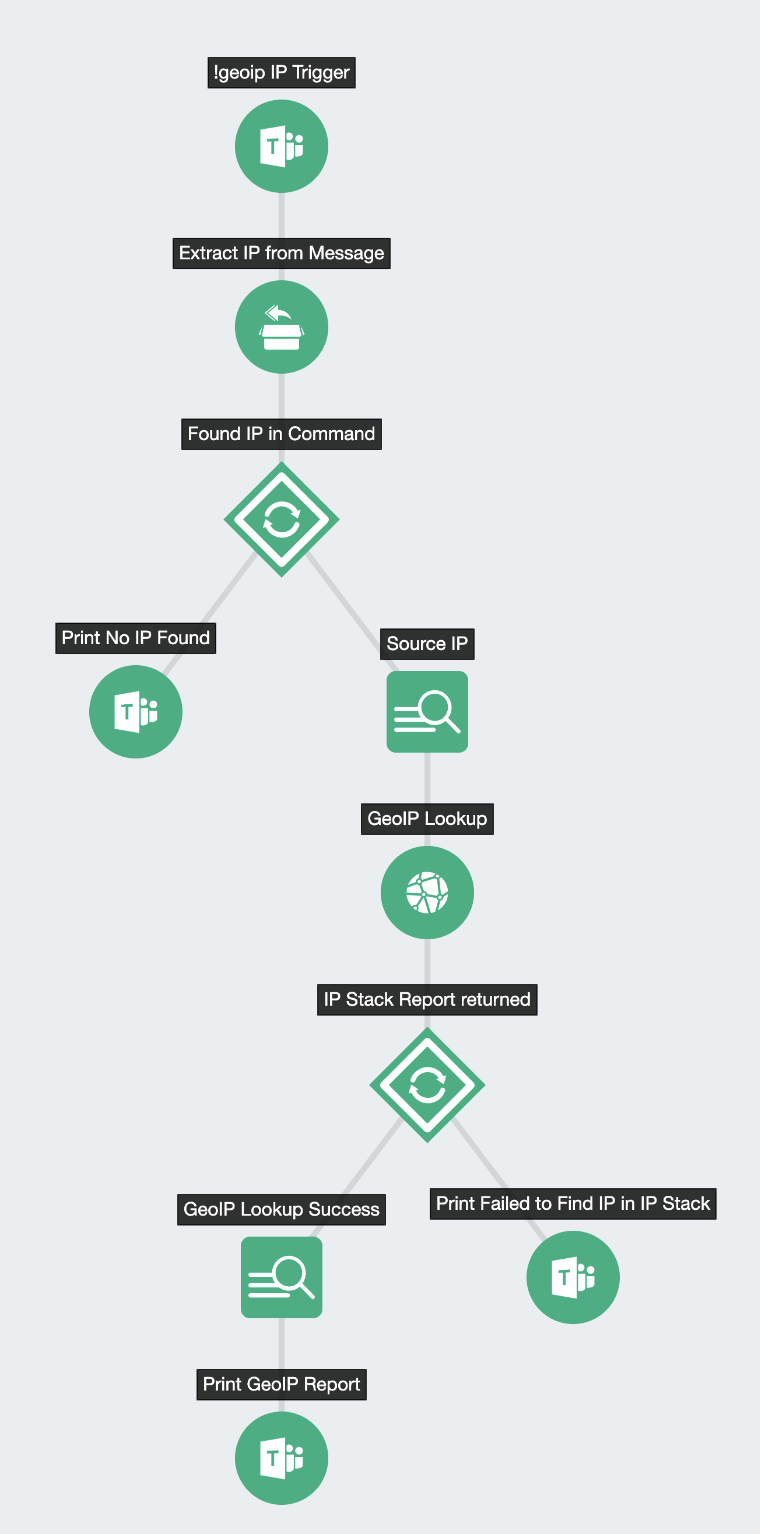 !geoip IP Trigger
T
Extract IP from Message
Found IP in Command
Print No IP Found
T
Source IP
GeoIP Lookup
IP Stack Report returned
GeoIP Lookup Success
Print Failed to Find IP in IP Stack
T
Print GeoIP Report
T